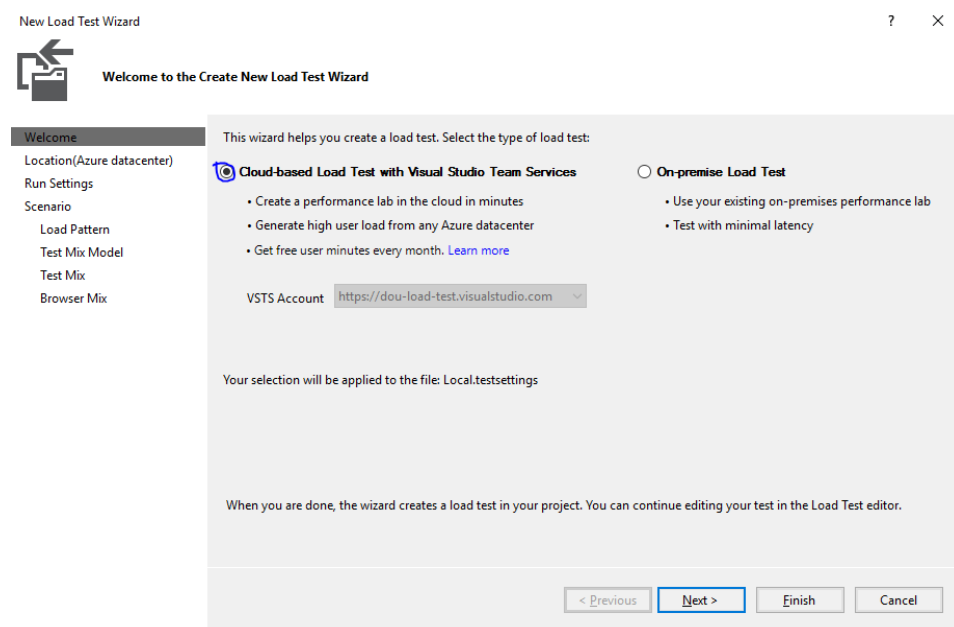 New Load Test Wizard
?
Welcome to the Create New Load Test Wizard
Welcome
Location(Azure datacenter)
Run Settings
Scenario
Load Pattern
Test Mix Model
Test Mix
Browser Mix
This wizard helps you create a load test. Select the type of load test:
Cloud-based Load Test with Visual Studio Team Services
• Create a performance lab in the cloud in minutes
• Generate high user load from any Azure datacenter
• Get free user minutes every month. Learn more
VSTS Account https://dou-load-test.visualstudio.com
On-premise Load Test
• Use your existing on-premises performance lab
• Test with minimal latency
Your selection will be applied to the file: Local.testsettings
When you are done, the wizard creates a load test in your project. You can continue editing your test in the Load Test editor.
< Previous Next > Finish Cancel